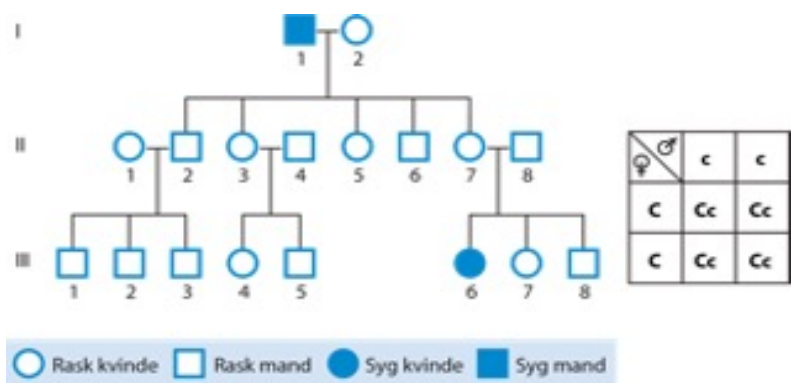 I
1 2
II
1 2 3 4 5 6 7 8
III
1 2 3 4 5 6 7 8
♀ ♂ c c
C Cc Cc
C Cc Cc
Rask kvinde Rask mand Syg kvinde Syg mand